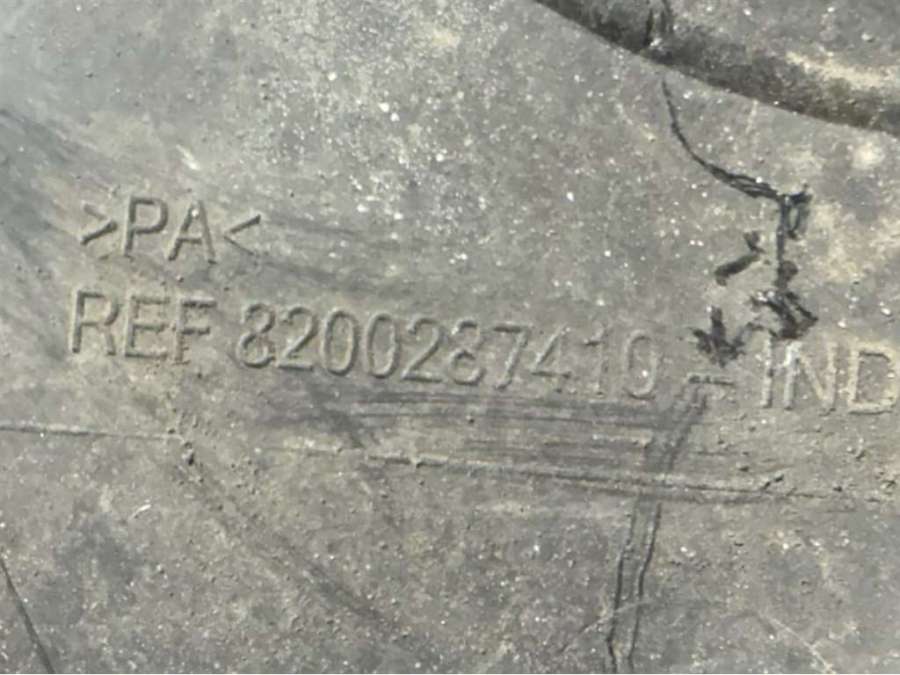 >PA<
REF 8200287410 - IND